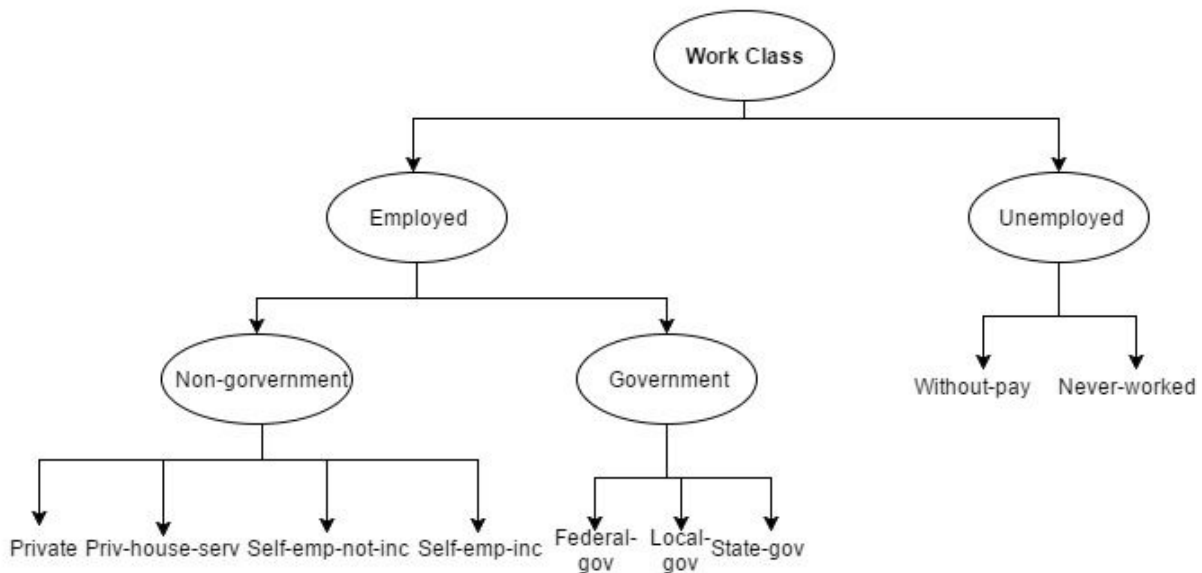 Work Class
Employed
Unemployed
Non-gorvernment
Government
Without-pay
Never-worked
Private
Priv-house-serv
Self-emp-not-inc
Self-emp-inc
Federal-
gov
Local-
gov
State-gov